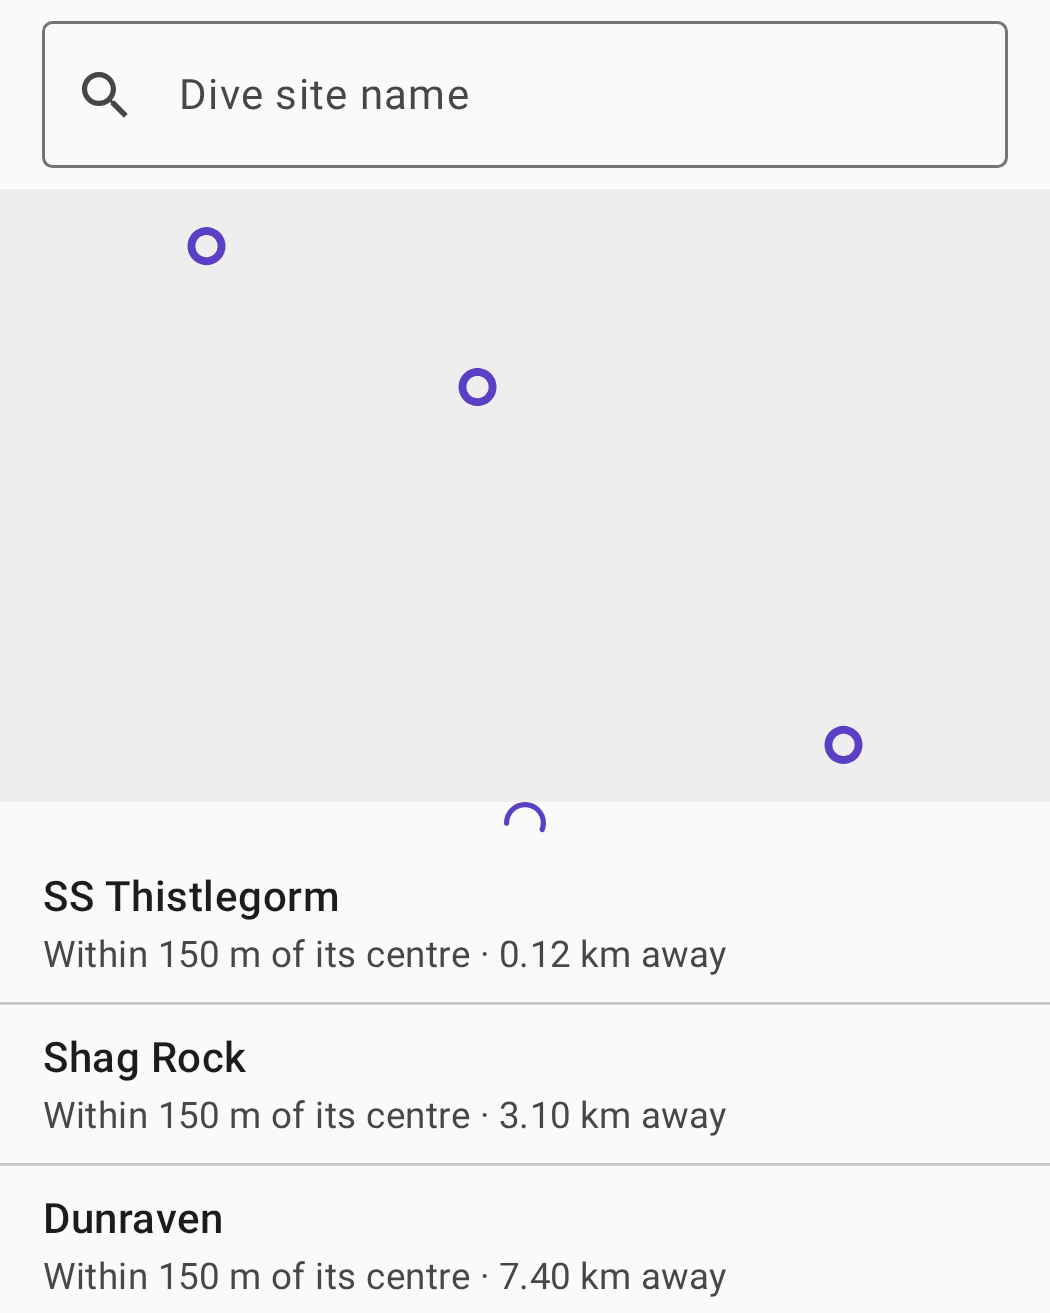 Dive site name
SS Thistlegorm
Within 150 m of its centre · 0.12 km away
Shag Rock
Within 150 m of its centre · 3.10 km away
Dunraven
Within 150 m of its centre · 7.40 km away